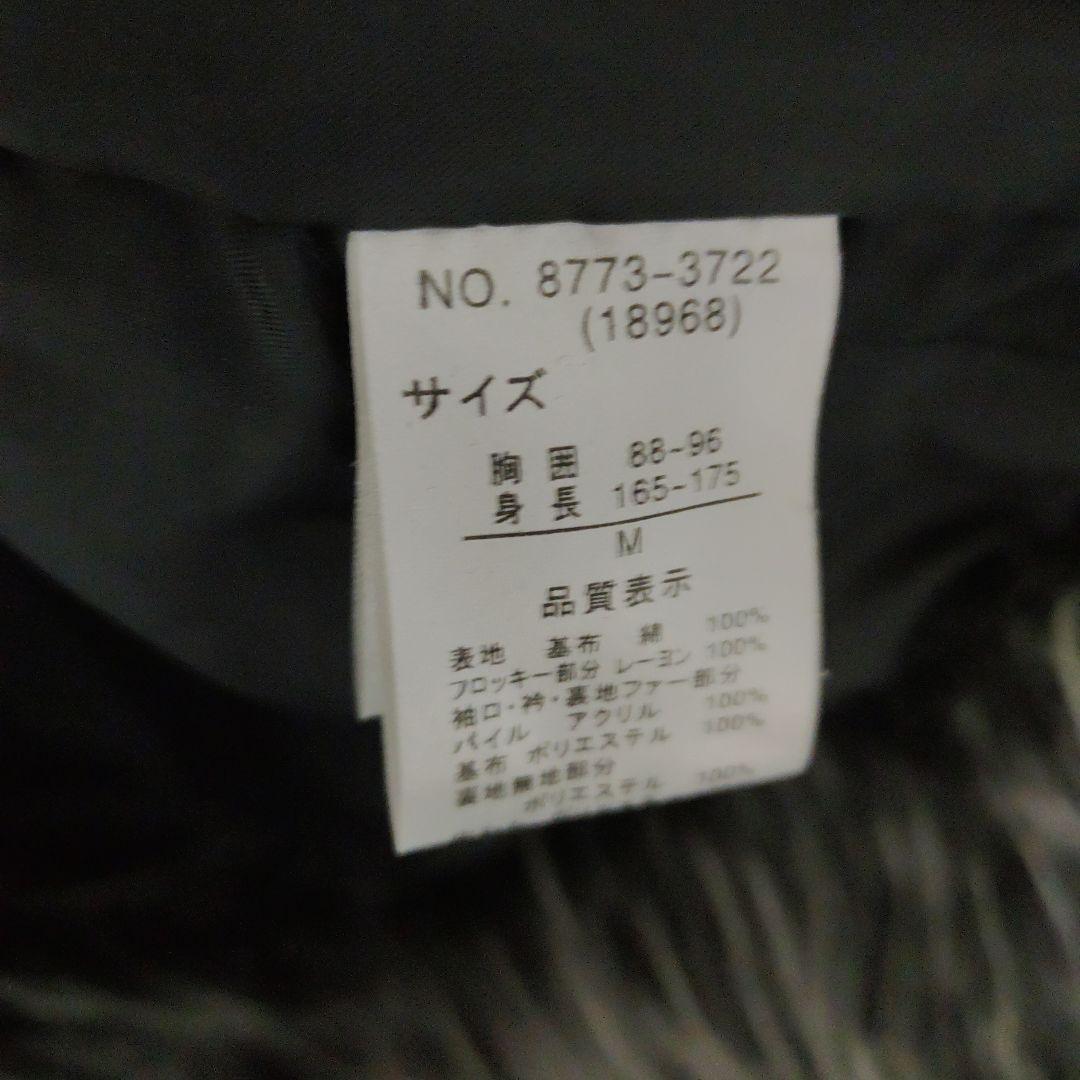 NO. 8773-3722
(18968)
サイズ
胸囲 88-96
身長 165-175
M
品質表示
表地 基布 綿 100%
フロッキー部分 レーヨン 100%
袖口・衿・裏地ファー部分
パイル アクリル 100%
基布 ポリエステル 100%
裏地無地部分
ポリエステル 100%